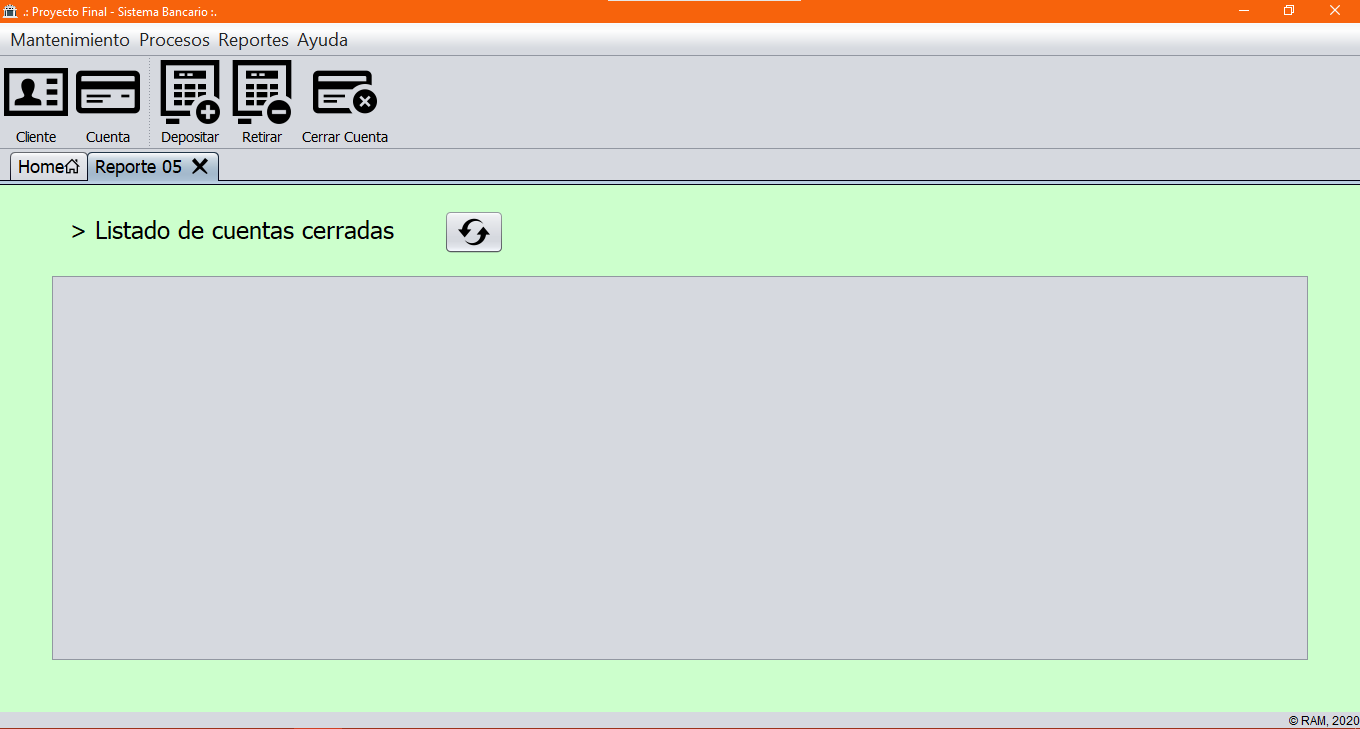 .: Proyecto Final - Sistema Bancario :.
Mantenimiento Procesos Reportes Ayuda
Cliente Cuenta Depositar Retirar Cerrar Cuenta
Home Reporte 05
> Listado de cuentas cerradas
© RAM, 2020